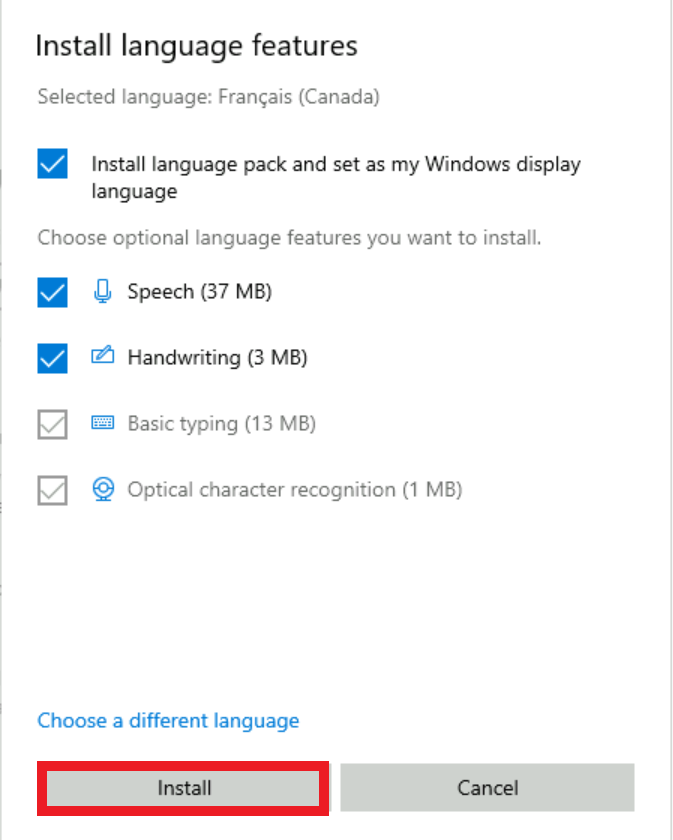 Install language features
Selected language: Français (Canada)
Install language pack and set as my Windows display
language
Choose optional language features you want to install.
Speech (37 MB)
Handwriting (3 MB)
Basic typing (13 MB)
Optical character recognition (1 MB)
Choose a different language
Install
Cancel